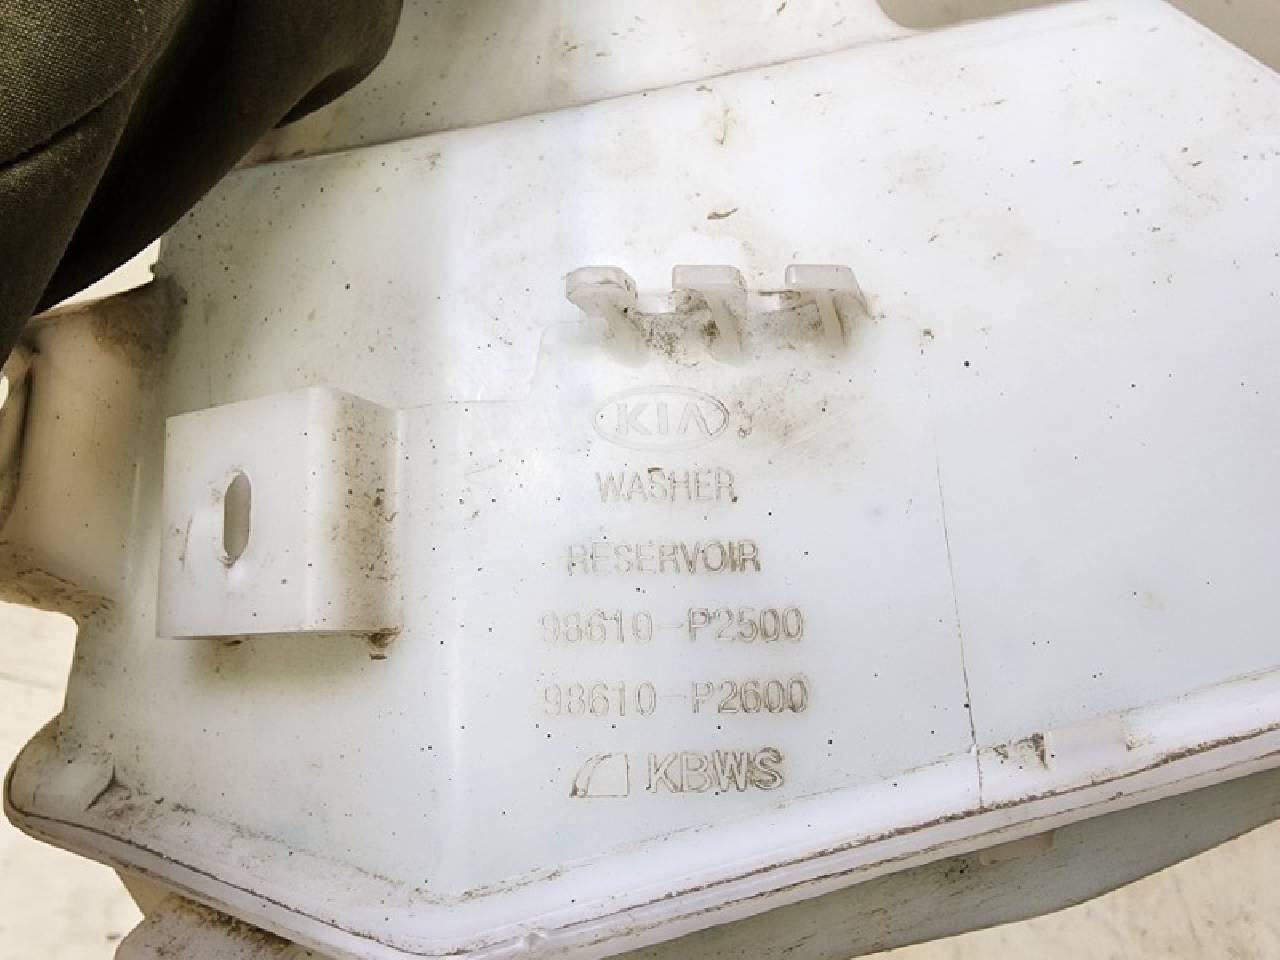 KIA
WASHER
RESERVOIR
98610-P2500
98610-P2600
KBWS